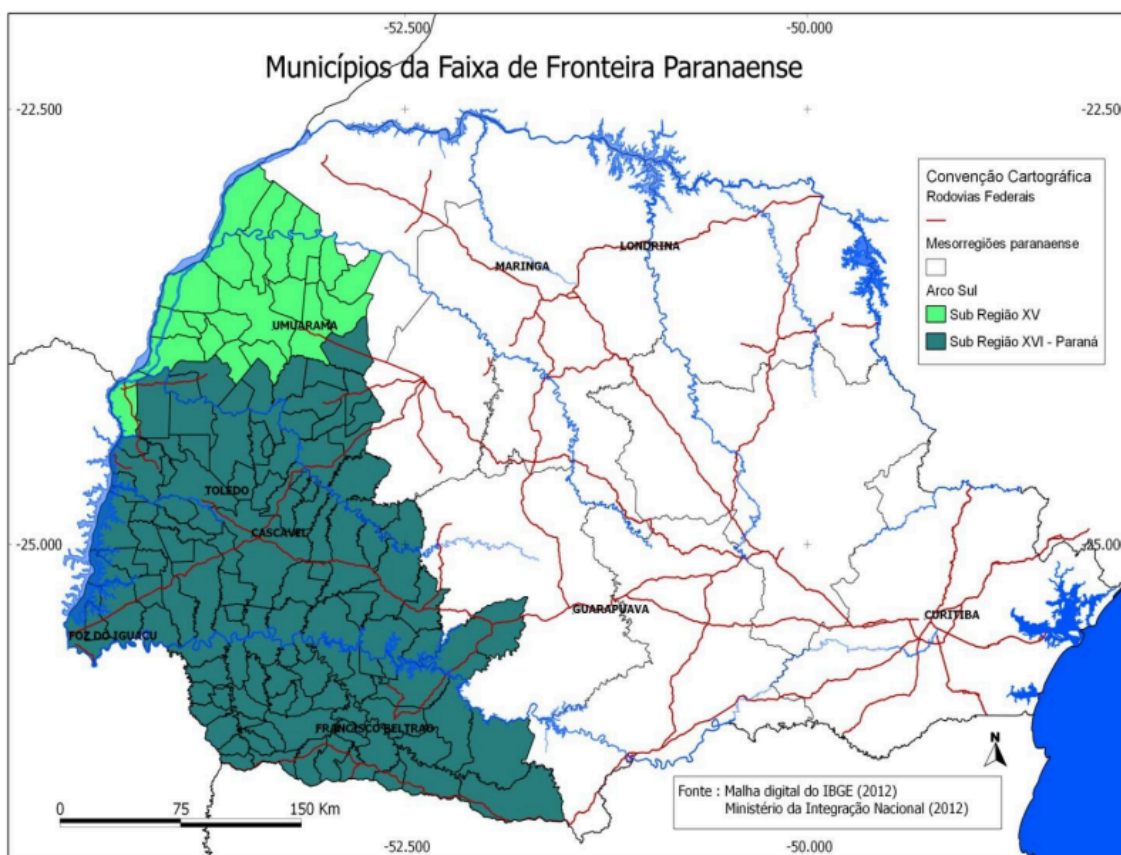 -52.500
-50.000
Municípios da Faixa de Fronteira Paranaense
-22.500
-22.500
Convenção Cartográfica
Rodovias Federais
Mesorregiões paranaense
Arco Sul
Sub Região XV
Sub Região XVI - Paraná
LONDRINA
MARINGA
UMUARAMA
TOLEDO
CASCAVEL
-25.000
-25.000
GUARAPUAVA
CURITIBA
FOZ DO IGUAÇU
FRANCISCO BELTRAO
N
Fonte : Malha digital do IBGE (2012)
Ministério da Integração Nacional (2012)
0 75 150 Km
-52.500
-50.000